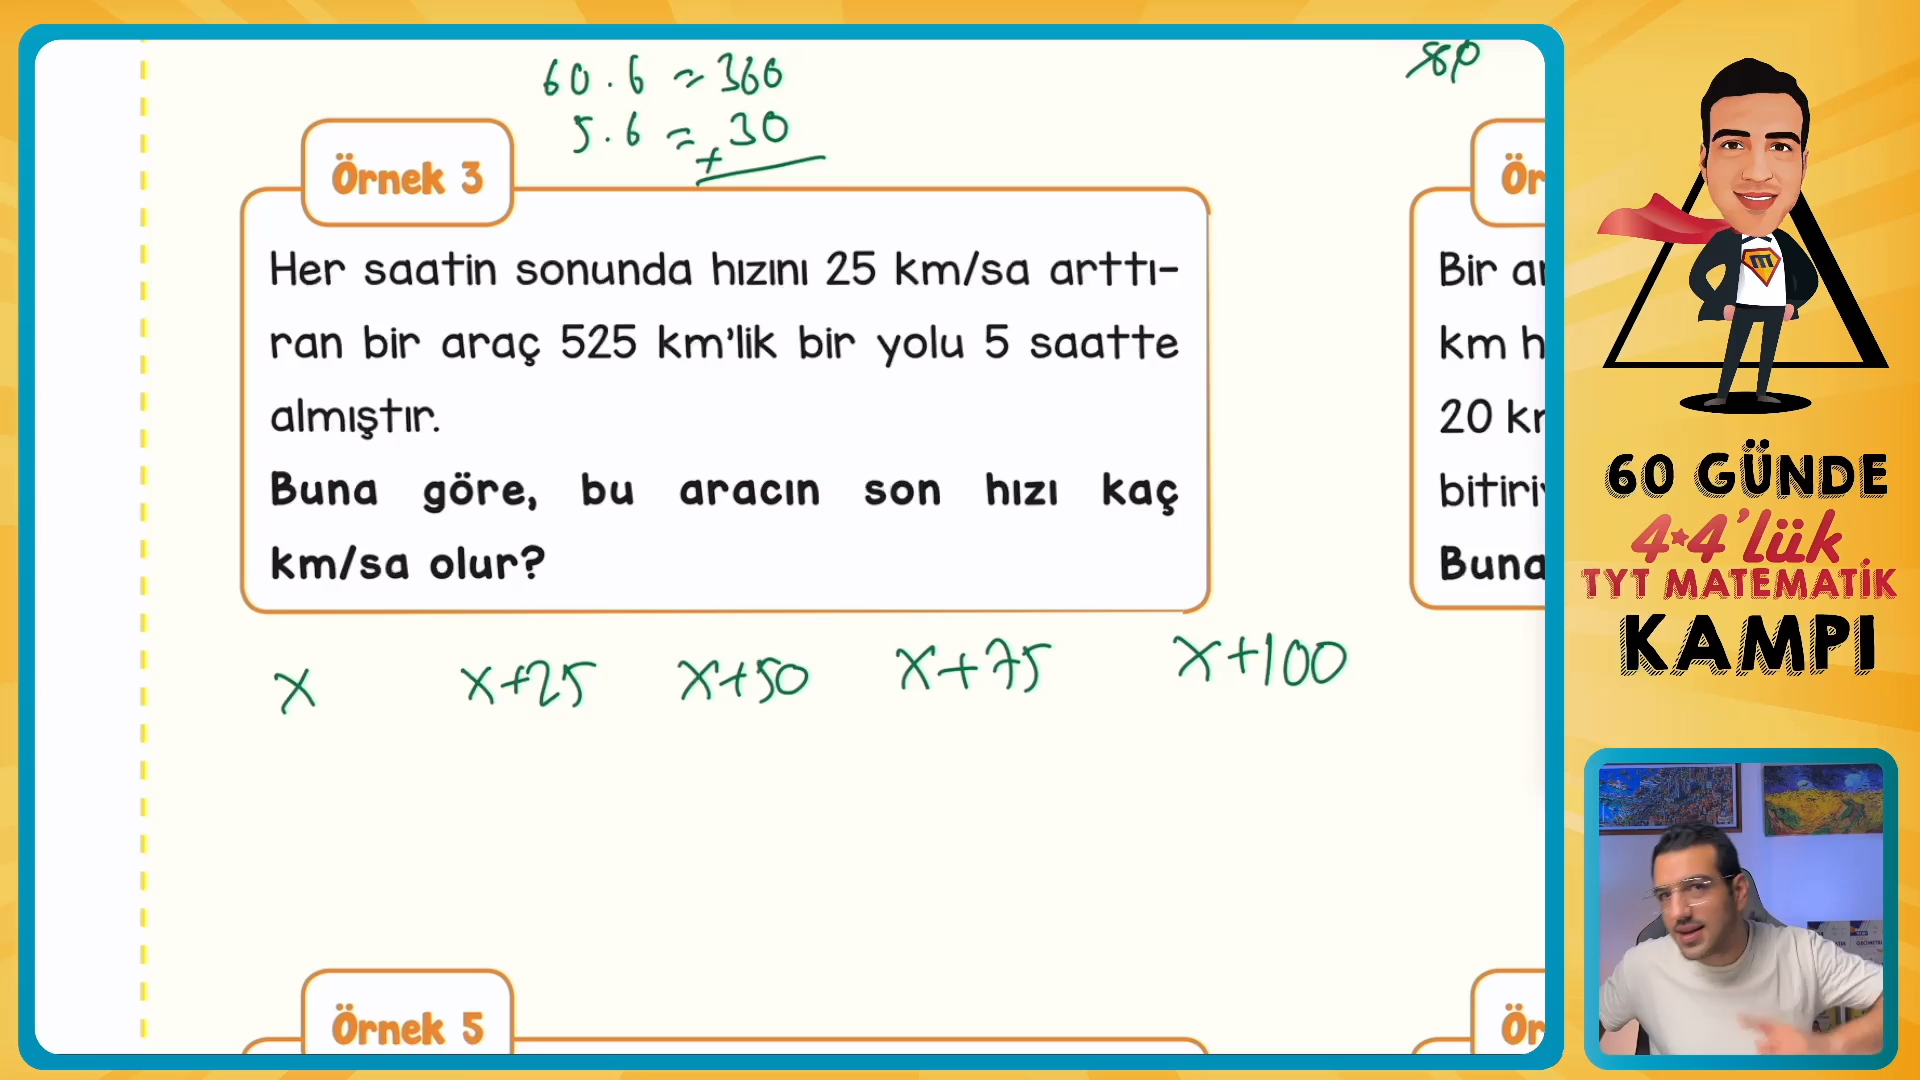 60 . 6 = 360
5 . 6 = + 30
Örnek 3
Her saatin sonunda hızını 25 km/sa arttı-
ran bir araç 525 km'lik bir yolu 5 saatte
almıştır.
Buna göre, bu aracın son hızı kaç
km/sa olur?
x x+25 x+50 x+75 x+100
Örnek 5
Ör
Bir ar
km h
20 kr
bitiri
Buna
Ör
m
60 GÜNDE
4*4'lük
TYT MATEMATİK
KAMPI